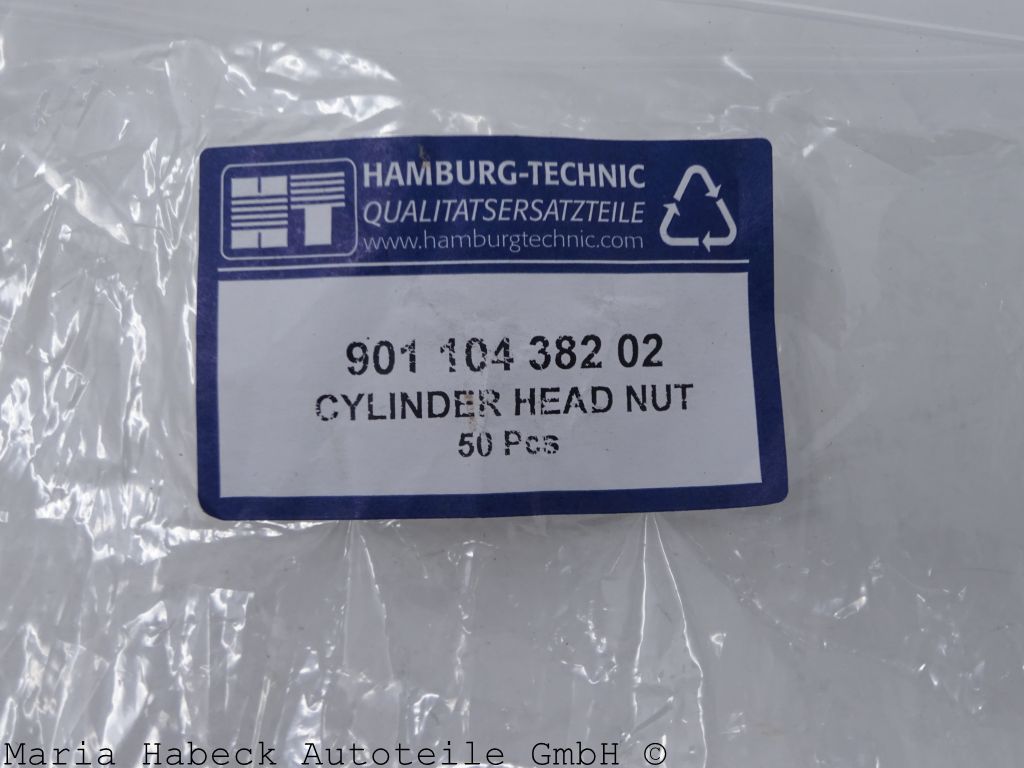 HT
HAMBURG-TECHNIC
QUALITATSERSATZTEILE
www.hamburgtechnic.com
901 104 382 02
CYLINDER HEAD NUT
50 Pcs
Maria Habeck Autoteile GmbH ©